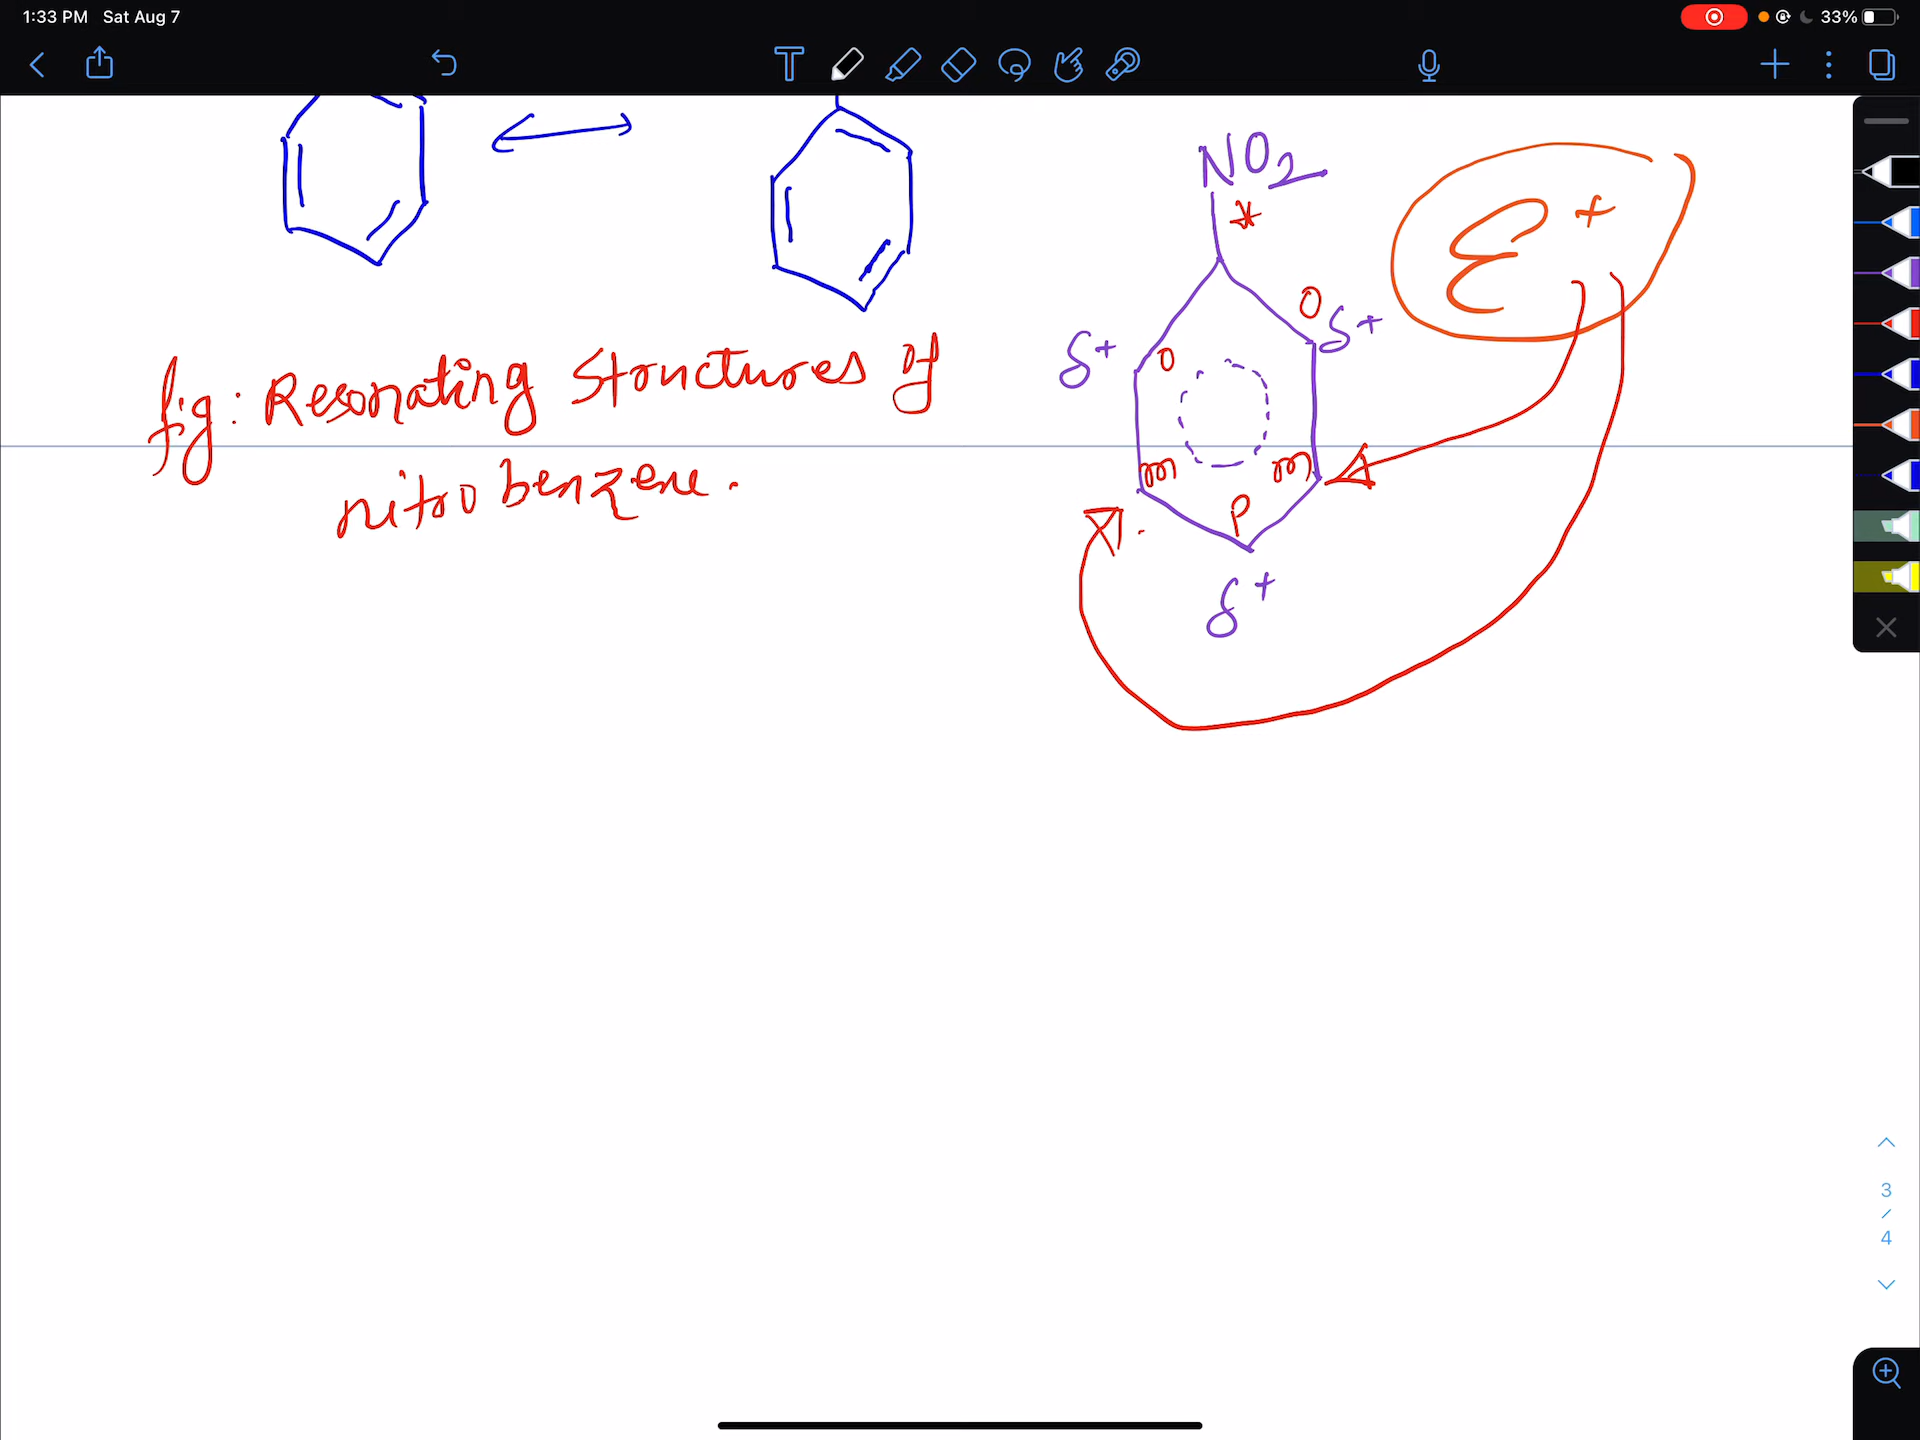 1:33 PM Sat Aug 7
33%
T
NO2
*
E+
O
δ+
δ+
O
fig: Resonating Structures of
nitrobenzene.
m
m
P
δ+
3
/
4